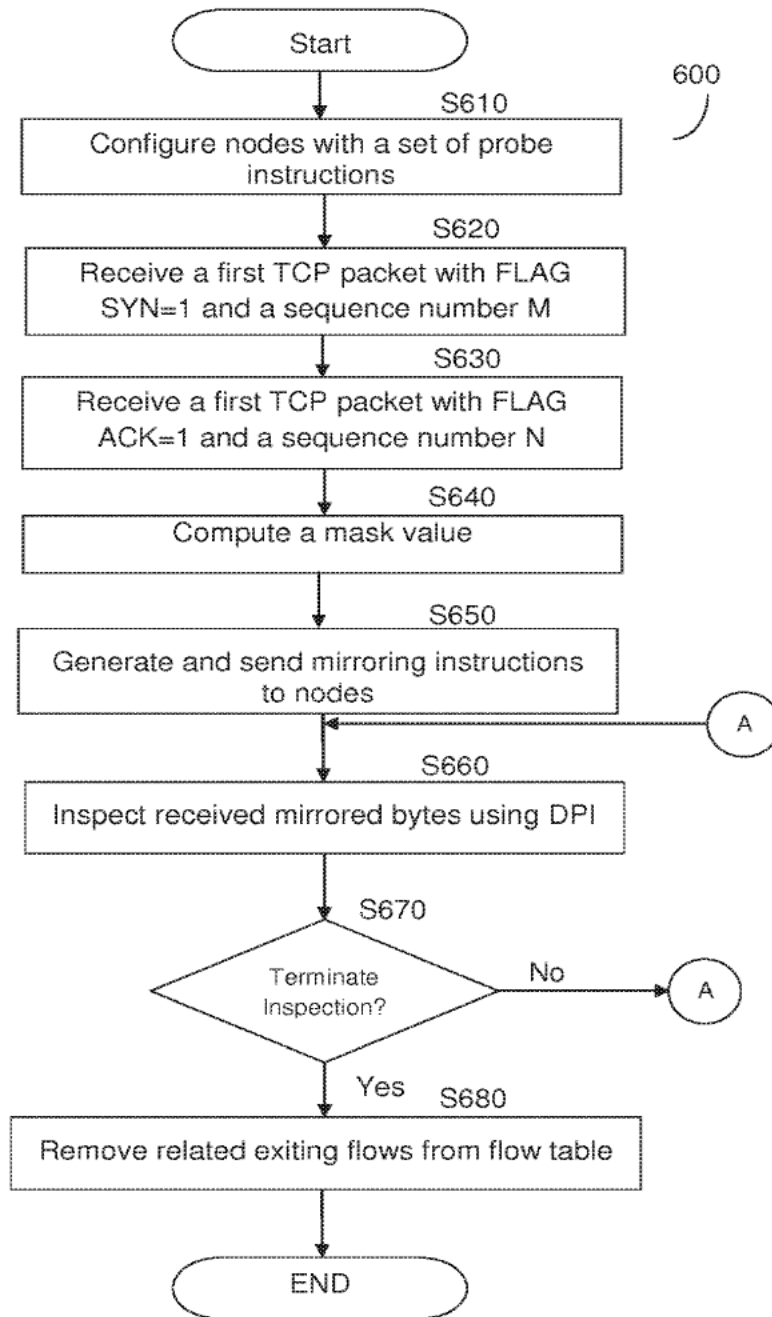 Start
600
S610
Configure nodes with a set of probe
instructions
S620
Receive a first TCP packet with FLAG
SYN=1 and a sequence number M
S630
Receive a first TCP packet with FLAG
ACK=1 and a sequence number N
S640
Compute a mask value
S650
Generate and send mirroring instructions
to nodes
A
S660
Inspect received mirrored bytes using DPI
S670
Terminate
Inspection?
No
A
Yes
S680
Remove related exiting flows from flow table
END